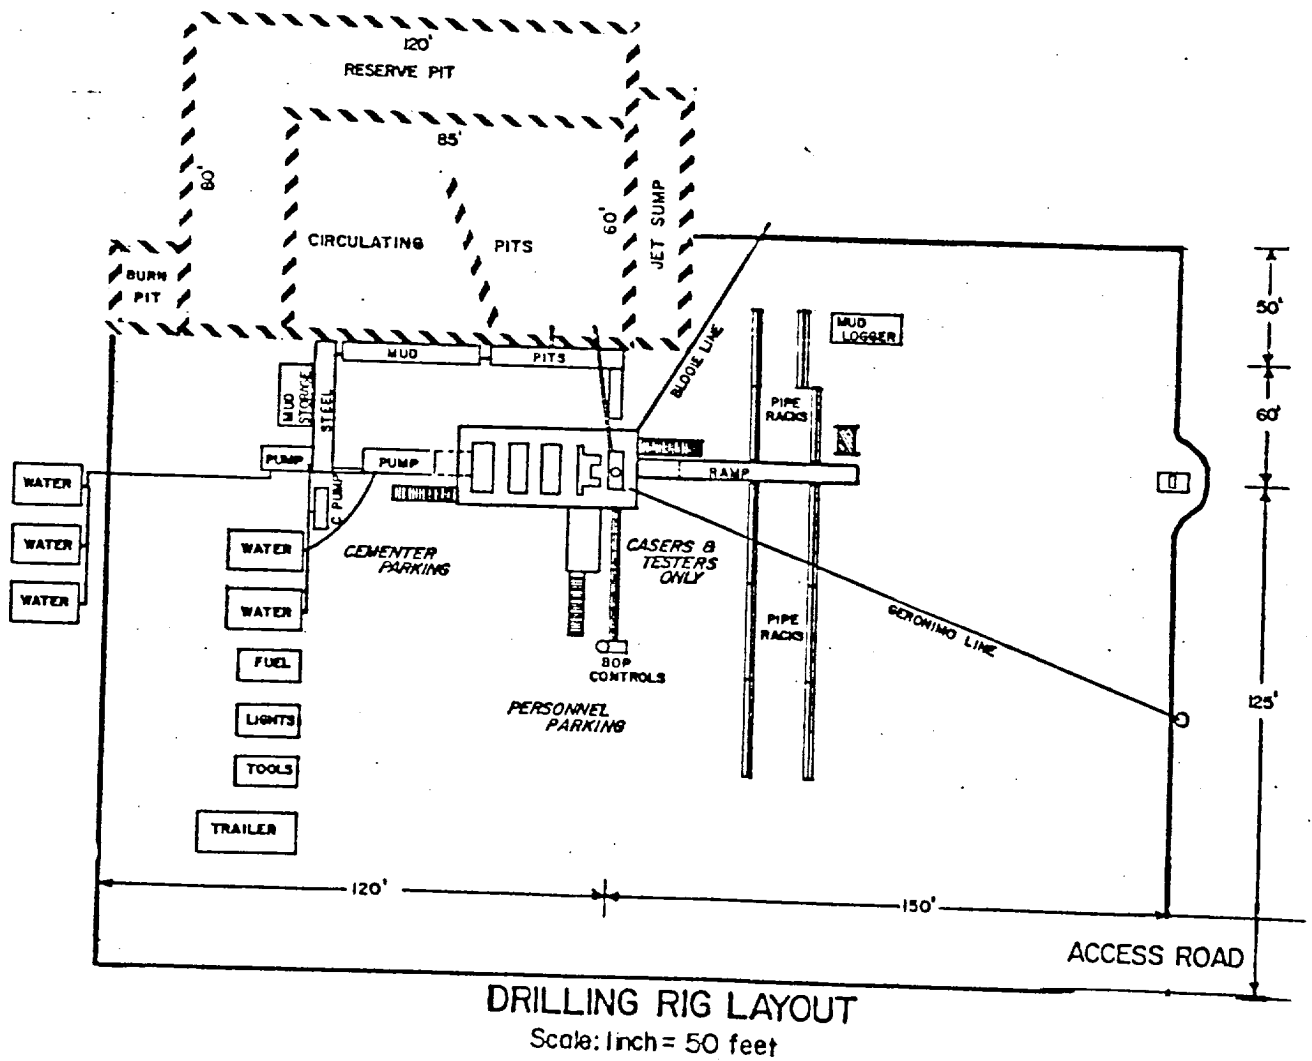 120'
RESERVE PIT
85'
80'
60'
JET SUMP
CIRCULATING
PITS
BURN
PIT
50'
MUD
LOGGER
BLOOIE LINE
MUD
PITS
MUD
STORAGE
STEEL
PIPE
RACKS
60'
PUMP
PUMP
RAMP
WATER
C PUMP
WATER
WATER
CEMENTER
PARKING
CASERS &
TESTERS
ONLY
WATER
WATER
GERONIMO LINE
PIPE
RACKS
FUEL
BOP
CONTROLS
125'
LIGHTS
PERSONNEL
PARKING
TOOLS
TRAILER
120'
150'
ACCESS ROAD
DRILLING RIG LAYOUT
Scale: 1inch = 50 feet